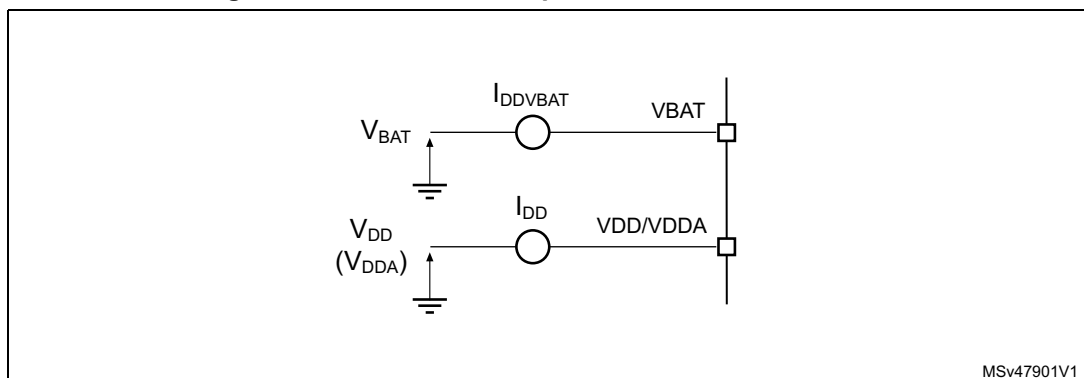 I_DDVBAT
VBAT
V_BAT
I_DD
VDD/VDDA
V_DD
(V_DDA)
MSv47901V1